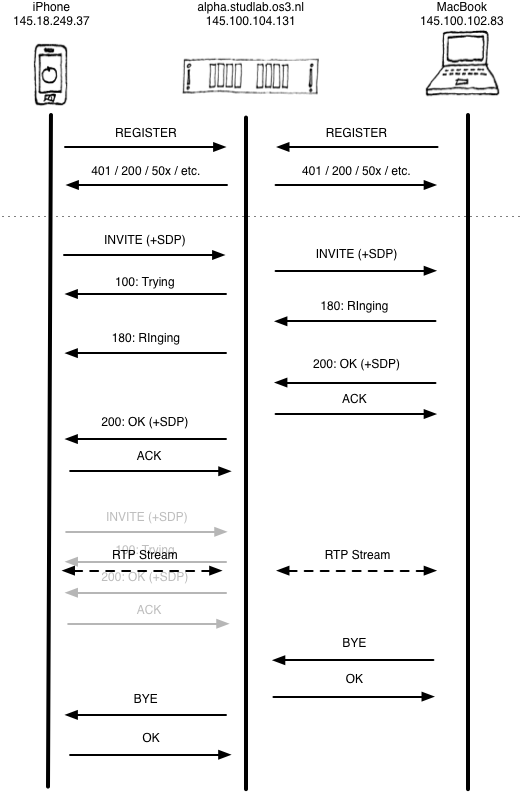 iPhone
145.18.249.37
alpha.studlab.os3.nl
145.100.104.131
MacBook
145.100.102.83
REGISTER
REGISTER
401 / 200 / 50x / etc.
401 / 200 / 50x / etc.
INVITE (+SDP)
INVITE (+SDP)
100: Trying
180: RInging
180: RInging
200: OK (+SDP)
ACK
200: OK (+SDP)
ACK
INVITE (+SDP)
100: Trying
RTP Stream
RTP Stream
200: OK (+SDP)
ACK
BYE
OK
BYE
OK